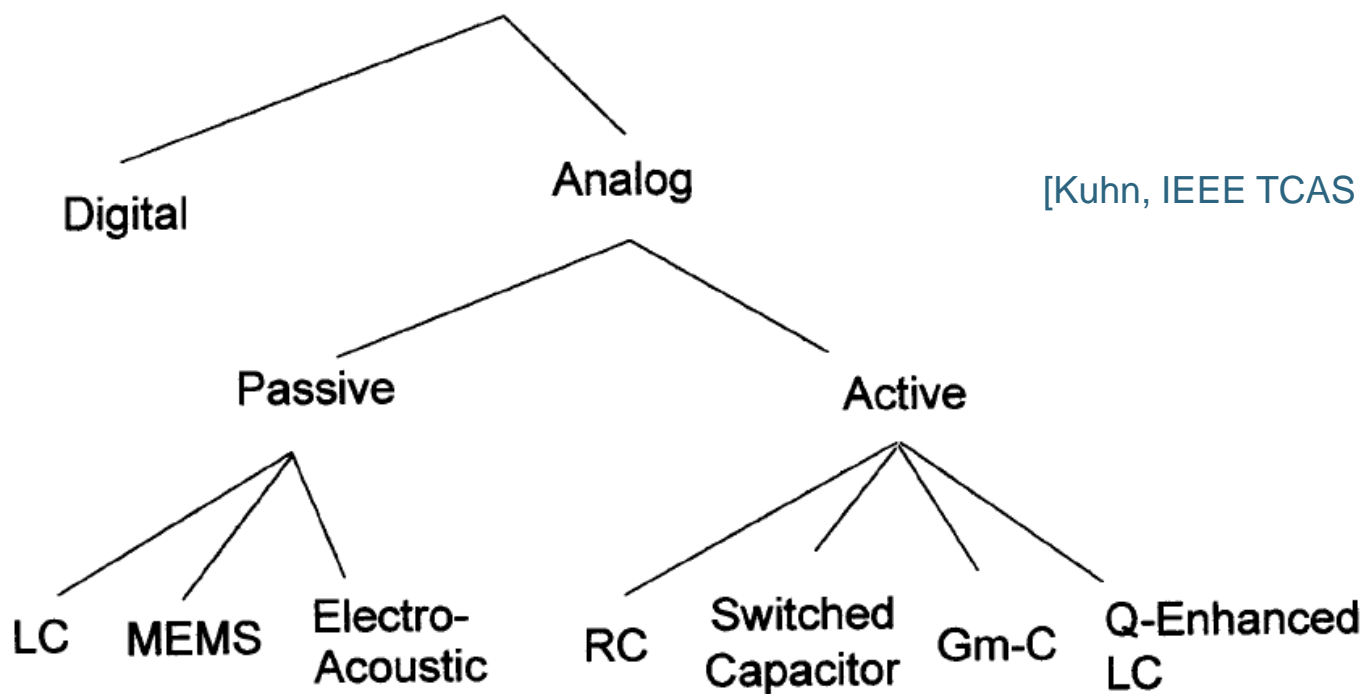 Analog
[Kuhn, IEEE TCAS
Digital
Passive
Active
LC
MEMS
Electro-
Acoustic
RC
Switched
Capacitor
Gm-C
Q-Enhanced
LC